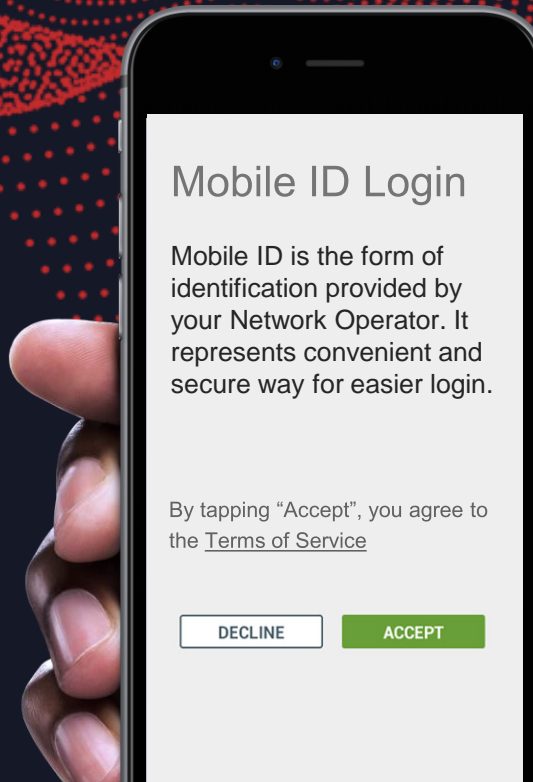 Mobile ID Login
Mobile ID is the form of
identification provided by
your Network Operator. It
represents convenient and
secure way for easier login.
By tapping “Accept”, you agree to
the Terms of Service
DECLINE ACCEPT